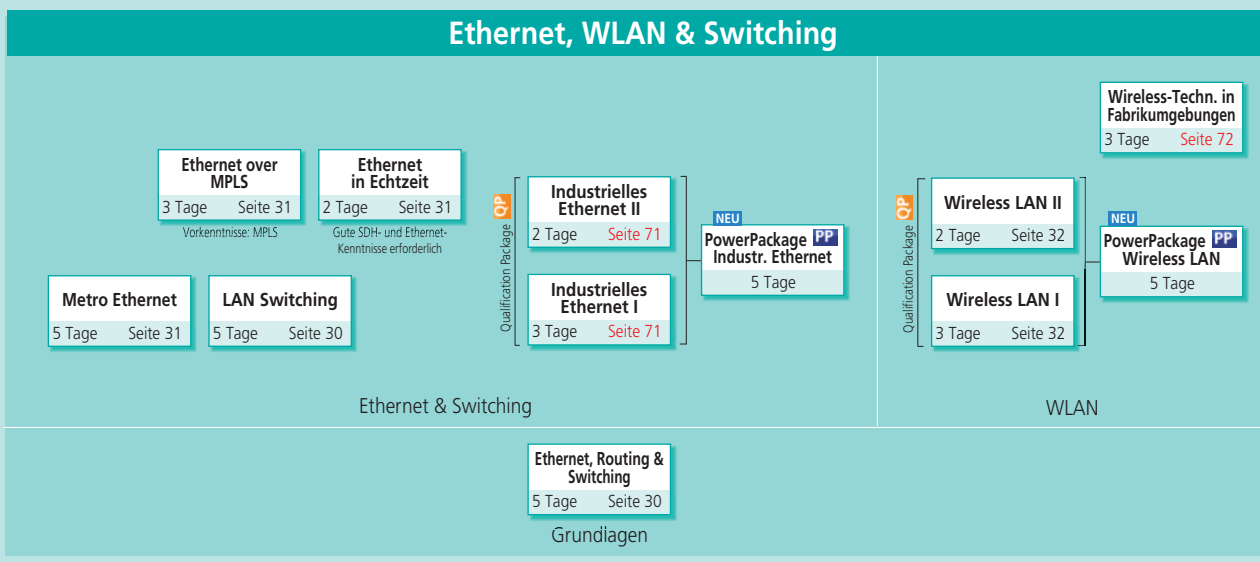 Ethernet, WLAN & Switching
Ethernet over
MPLS
3 Tage Seite 31
Vorkenntnisse: MPLS
Ethernet
in Echtzeit
2 Tage Seite 31
Gute SDH- und Ethernet-
Kenntnisse erforderlich
Metro Ethernet
5 Tage Seite 31
LAN Switching
5 Tage Seite 30
Qualification Package QP
Industrielles
Ethernet II
2 Tage Seite 71
Industrielles
Ethernet I
3 Tage Seite 71
NEU
PowerPackage PP
Industr. Ethernet
5 Tage
Ethernet & Switching
Wireless-Techn. in
Fabrikumgebungen
3 Tage Seite 72
Qualification Package QP
Wireless LAN II
2 Tage Seite 32
Wireless LAN I
3 Tage Seite 32
NEU
PowerPackage PP
Wireless LAN
5 Tage
WLAN
Ethernet, Routing &
Switching
5 Tage Seite 30
Grundlagen